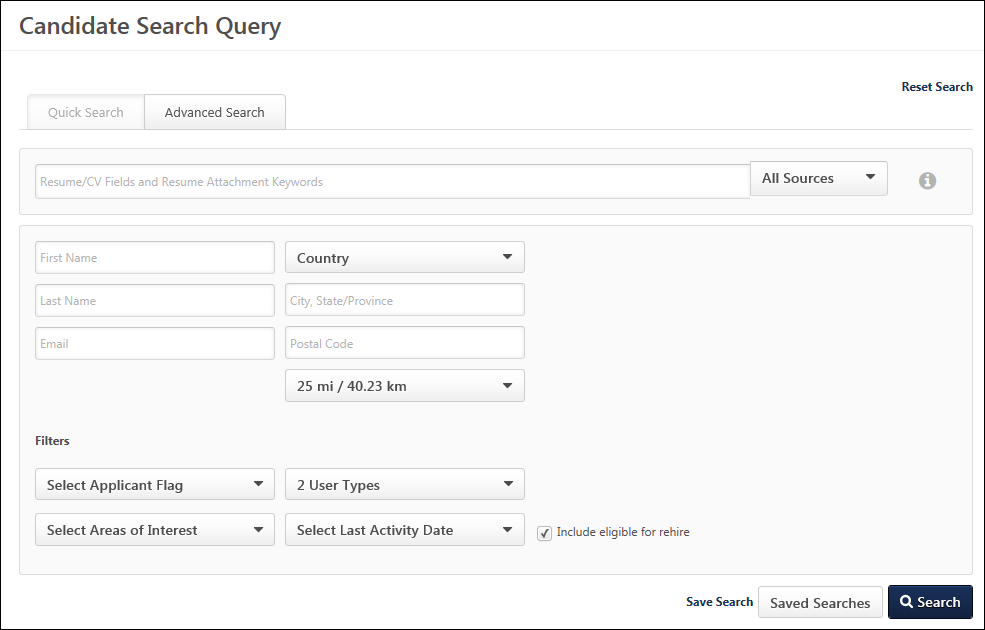 Candidate Search Query
Reset Search
Quick Search
Advanced Search
Resume/CV Fields and Resume Attachment Keywords
All Sources
First Name
Country
Last Name
City, State/Province
Email
Postal Code
25 mi / 40.23 km
Filters
Select Applicant Flag
2 User Types
Select Areas of Interest
Select Last Activity Date
Include eligible for rehire
Save Search
Saved Searches
Search